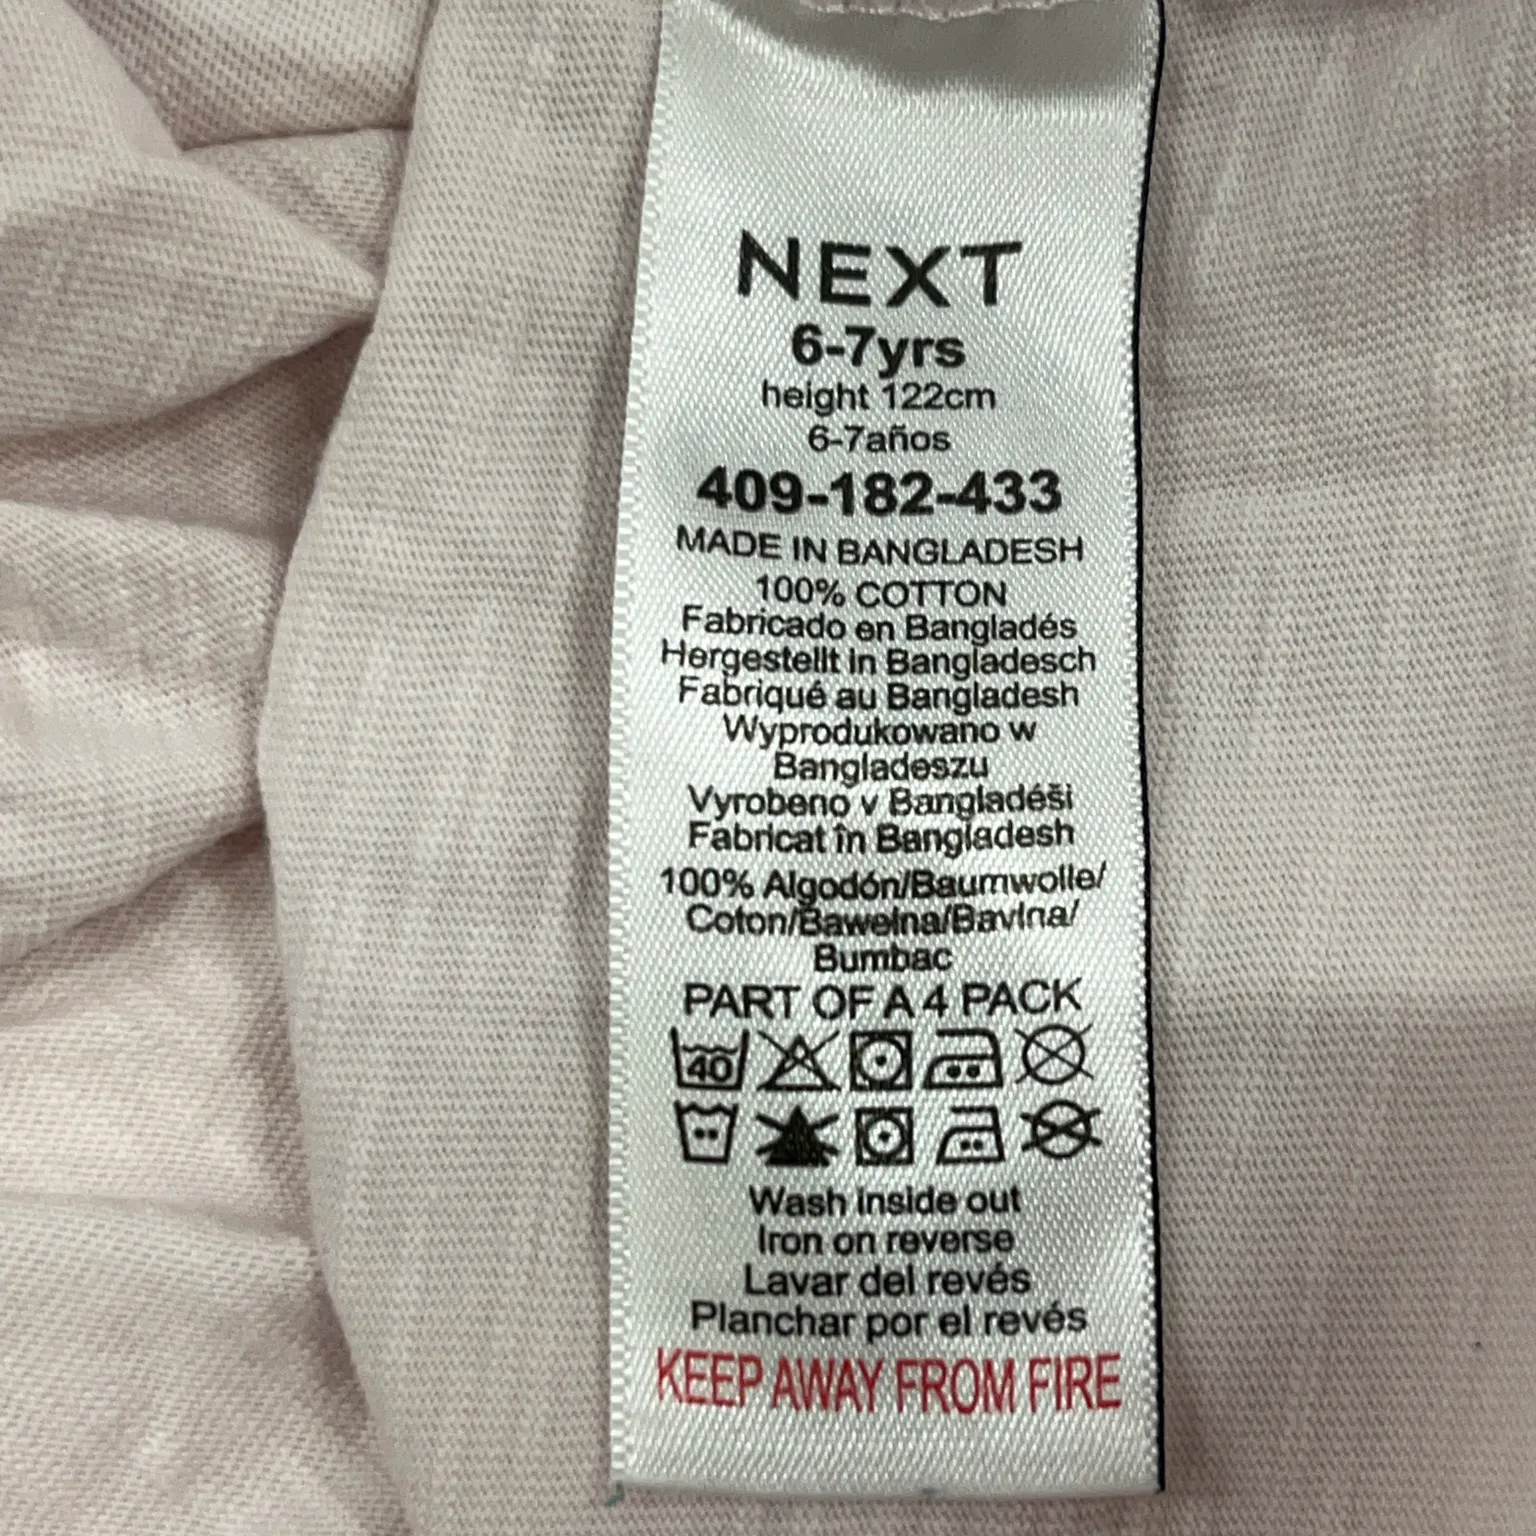 NEXT
6-7yrs
height 122cm
6-7años
409-182-433
MADE IN BANGLADESH
100% COTTON
Fabricado en Bangladés
Hergestellt in Bangladesch
Fabriqué au Bangladesh
Wyprodukowano w
Bangladeszu
Vyrobeno v Bangladéši
Fabricat în Bangladesh
100% Algodón/Baumwolle/
Coton/Bawełna/Bavlna/
Bumbac
PART OF A 4 PACK
40
Wash inside out
Iron on reverse
Lavar del revés
Planchar por el revés
KEEP AWAY FROM FIRE